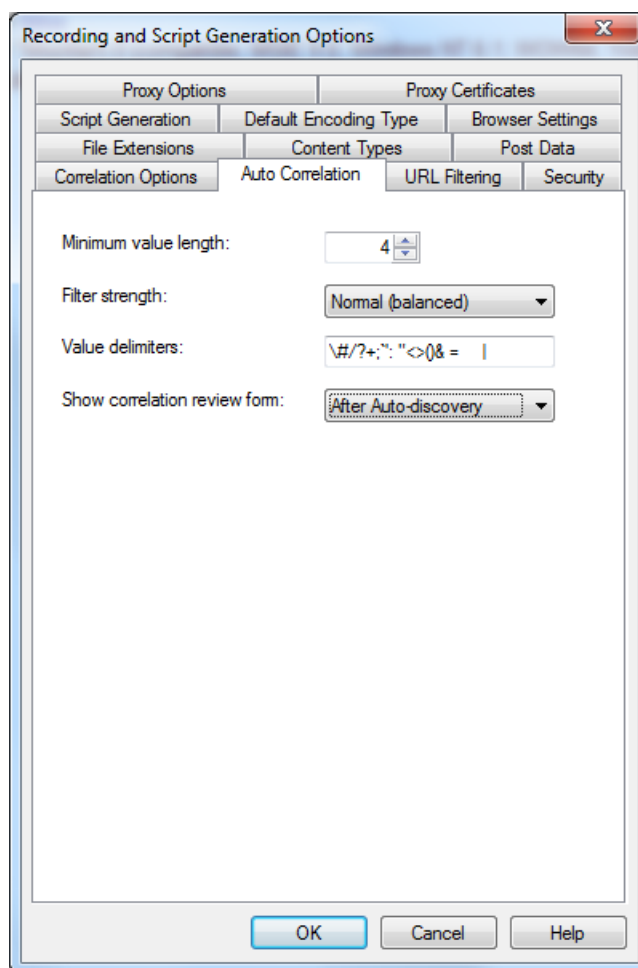 Recording and Script Generation Options
Proxy Options Proxy Certificates
Script Generation Default Encoding Type Browser Settings
File Extensions Content Types Post Data
Correlation Options Auto Correlation URL Filtering Security
Minimum value length: 4
Filter strength: Normal (balanced)
Value delimiters: \#/?+;`': "<>()& = |
Show correlation review form: After Auto-discovery
OK Cancel Help